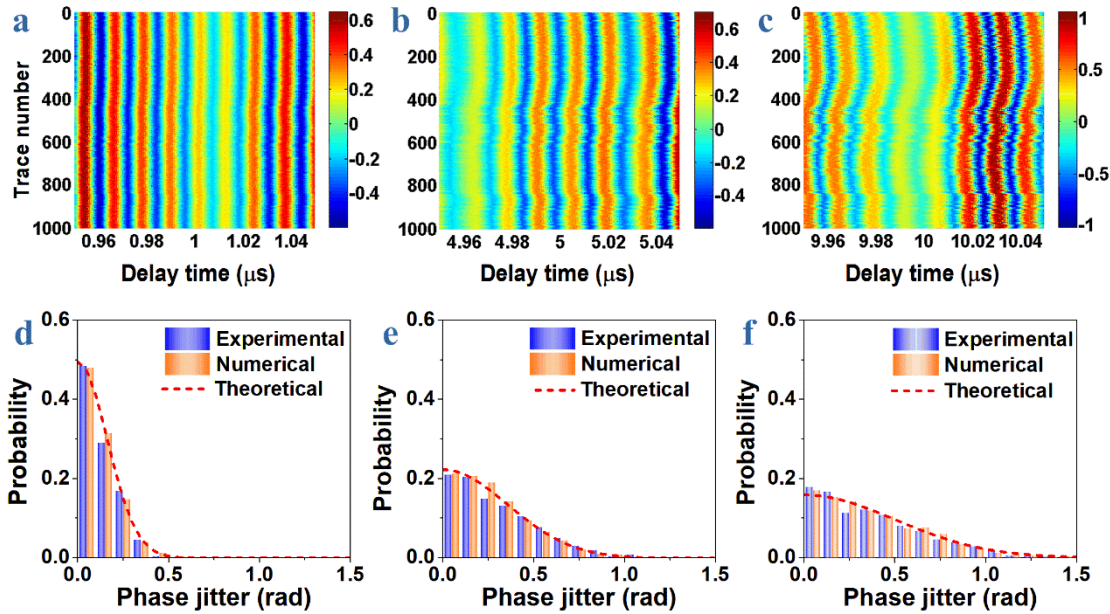 a
b
c
Trace number
0
200
400
600
800
1000
0.96
0.98
1
1.02
1.04
Delay time (μs)
0.6
0.4
0.2
0
-0.2
-0.4
0
200
400
600
800
1000
4.96
4.98
5
5.02
5.04
Delay time (μs)
0.6
0.4
0.2
0
-0.2
-0.4
0
200
400
600
800
1000
9.96
9.98
10
10.02
10.04
Delay time (μs)
1
0.5
0
-0.5
-1
d
e
f
Probability
0.6
0.4
0.2
0.0
Experimental
Numerical
Theoretical
0.0
0.5
1.0
1.5
Phase jitter (rad)
Probability
0.6
0.4
0.2
0.0
Experimental
Numerical
Theoretical
0.0
0.5
1.0
1.5
Phase jitter (rad)
Probability
0.6
0.4
0.2
0.0
Experimental
Numerical
Theoretical
0.0
0.5
1.0
1.5
Phase jitter (rad)